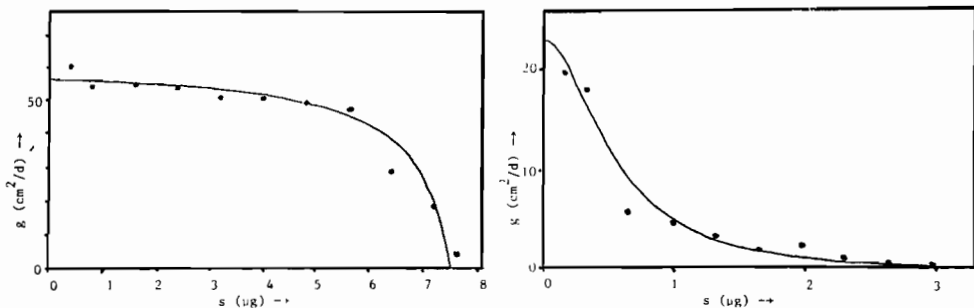 g (cm²/d) →
50
0
0 1 2 3 4 5 6 7 8
s (μg) →
g (cm²/d) →
20
10
0
0 1 2 3
s (μg) →